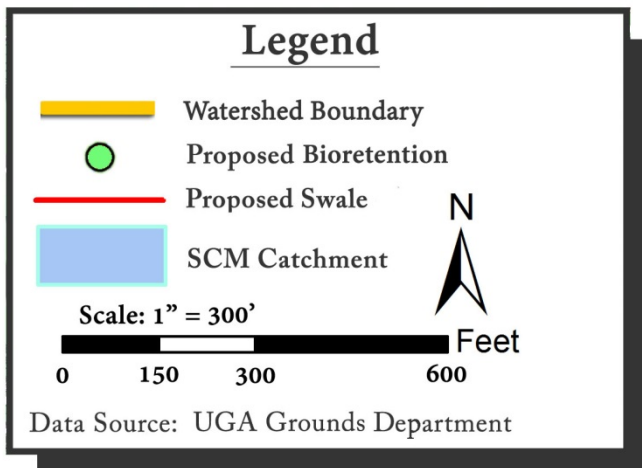 Legend
Watershed Boundary
Proposed Bioretention
Proposed Swale
SCM Catchment
N
Scale: 1” = 300’
Feet
0 150 300 600
Data Source: UGA Grounds Department